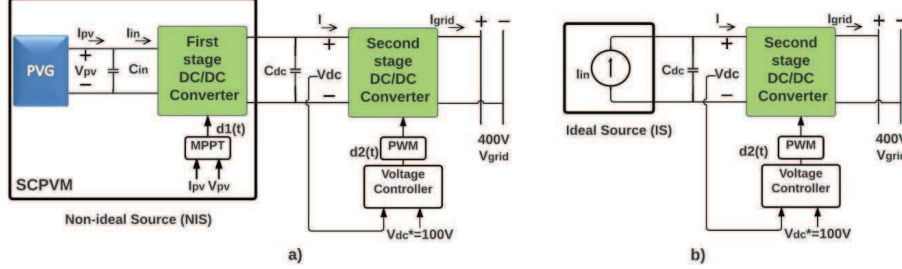 Ipv
Iin
PVG
Vpv
Cin
+
−
First
stage
DC/DC
Converter
d1(t)
MPPT
Ipv Vpv
SCPVM
Non-ideal Source (NIS)
I
Cdc
+
Vdc
−
Second
stage
DC/DC
Converter
Igrid
+ −
400V
Vgrid
d2(t)
PWM
Voltage
Controller
Vdc*=100V
a)
Iin
Ideal Source (IS)
I
Cdc
+
Vdc
−
Second
stage
DC/DC
Converter
Igrid
+ −
400V
Vgrid
d2(t)
PWM
Voltage
Controller
Vdc*=100V
b)